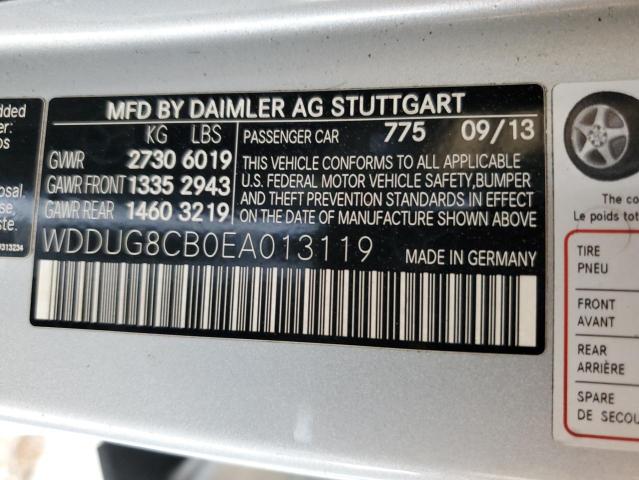 MFD BY DAIMLER AG STUTTGART
KG LBS
GVWR 2730 6019
GAWR FRONT 1335 2943
GAWR REAR 1460 3219
PASSENGER CAR 775 09/13
THIS VEHICLE CONFORMS TO ALL APPLICABLE
U.S. FEDERAL MOTOR VEHICLE SAFETY, BUMPER
AND THEFT PREVENTION STANDARDS IN EFFECT
ON THE DATE OF MANUFACTURE SHOWN ABOVE.
WDDUG8CB0EA013119
MADE IN GERMANY
The co
Le poids tot
TIRE
PNEU
FRONT
AVANT
REAR
ARRIÈRE
SPARE
DE SECOU